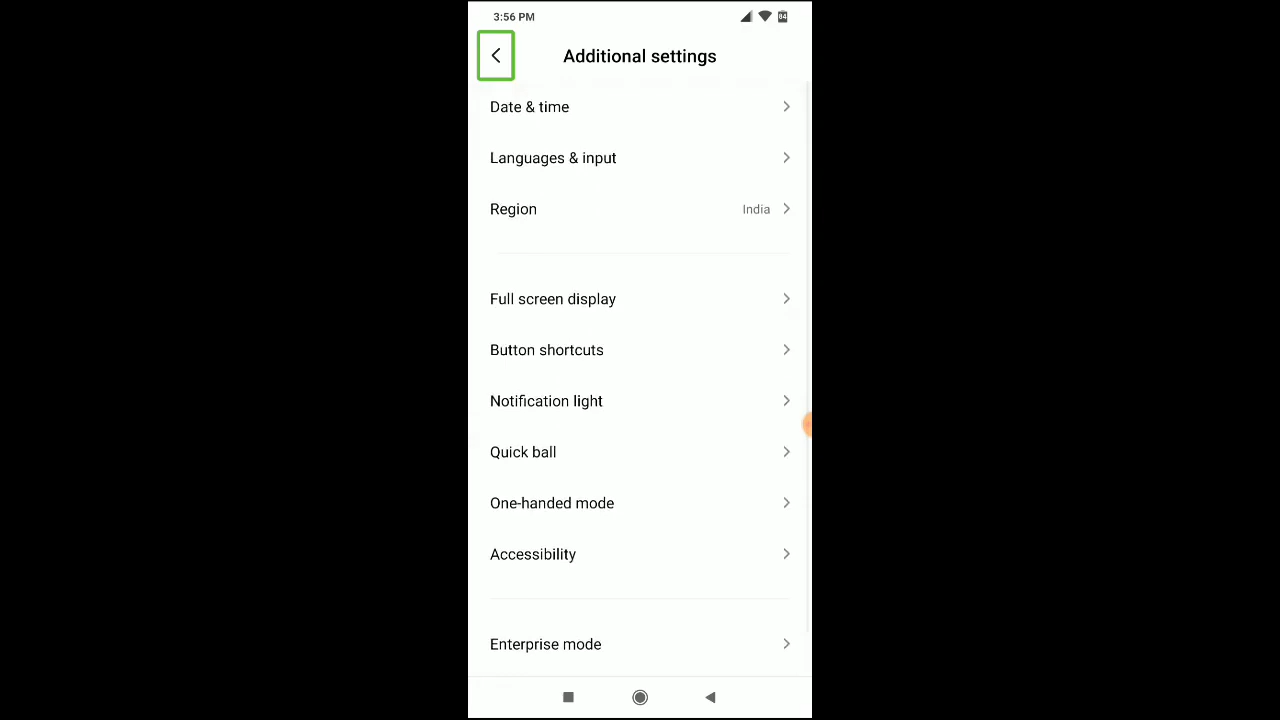 3:56 PM
84
Additional settings
Date & time
Languages & input
Region
India
Full screen display
Button shortcuts
Notification light
Quick ball
One-handed mode
Accessibility
Enterprise mode